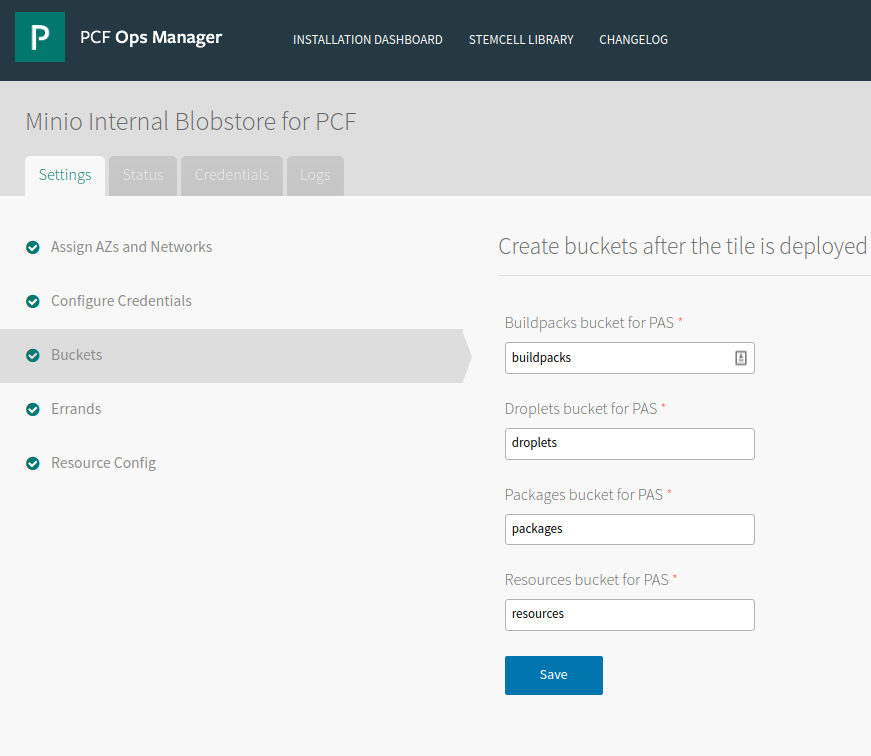 P PCF Ops Manager
INSTALLATION DASHBOARD STEMCELL LIBRARY CHANGELOG
Minio Internal Blobstore for PCF
Settings Status Credentials Logs
Assign AZs and Networks
Configure Credentials
Buckets
Errands
Resource Config
Create buckets after the tile is deployed
Buildpacks bucket for PAS *
buildpacks
Droplets bucket for PAS *
droplets
Packages bucket for PAS *
packages
Resources bucket for PAS *
resources
Save